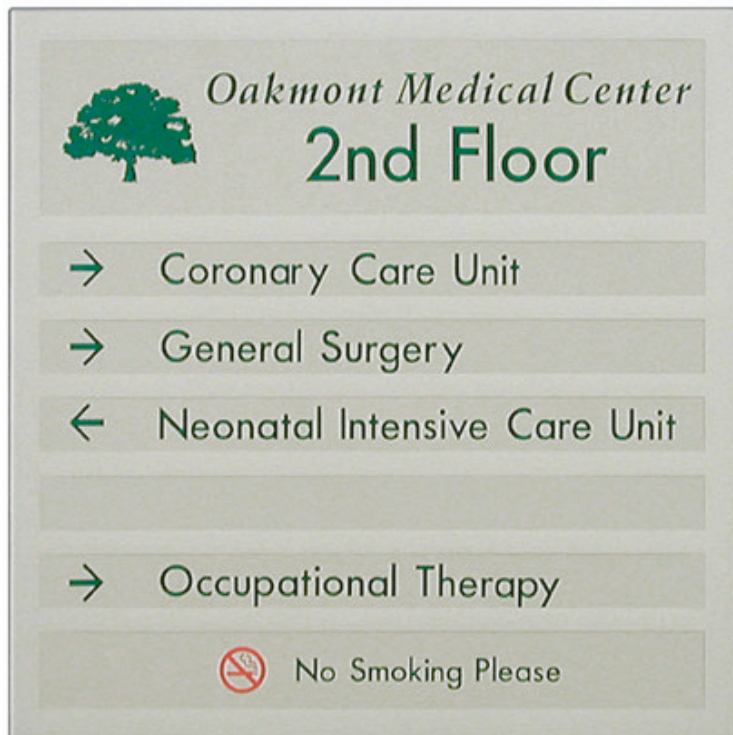 Oakmont Medical Center
2nd Floor
→ Coronary Care Unit
→ General Surgery
← Neonatal Intensive Care Unit
→ Occupational Therapy
No Smoking Please